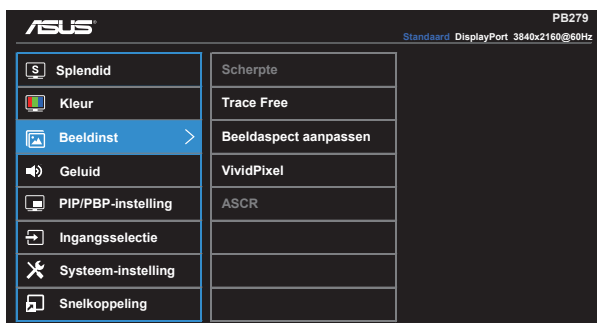 ASUS
PB279
Standaard DisplayPort 3840x2160@60Hz
S Splendid
Kleur
Beeldinst
Geluid
PIP/PBP-instelling
Ingangsselectie
Systeem-instelling
Snelkoppeling
Scherpte
Trace Free
Beeldaspect aanpassen
VividPixel
ASCR